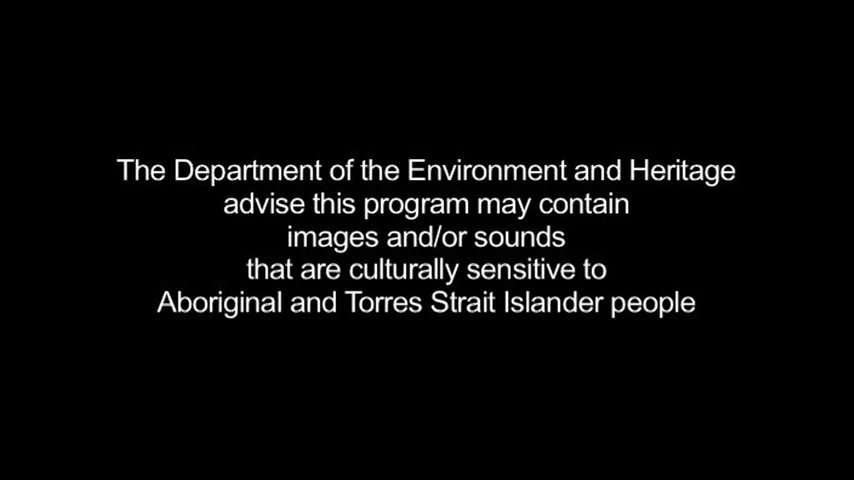 The Department of the Environment and Heritage
advise this program may contain
images and/or sounds
that are culturally sensitive to
Aboriginal and Torres Strait Islander people